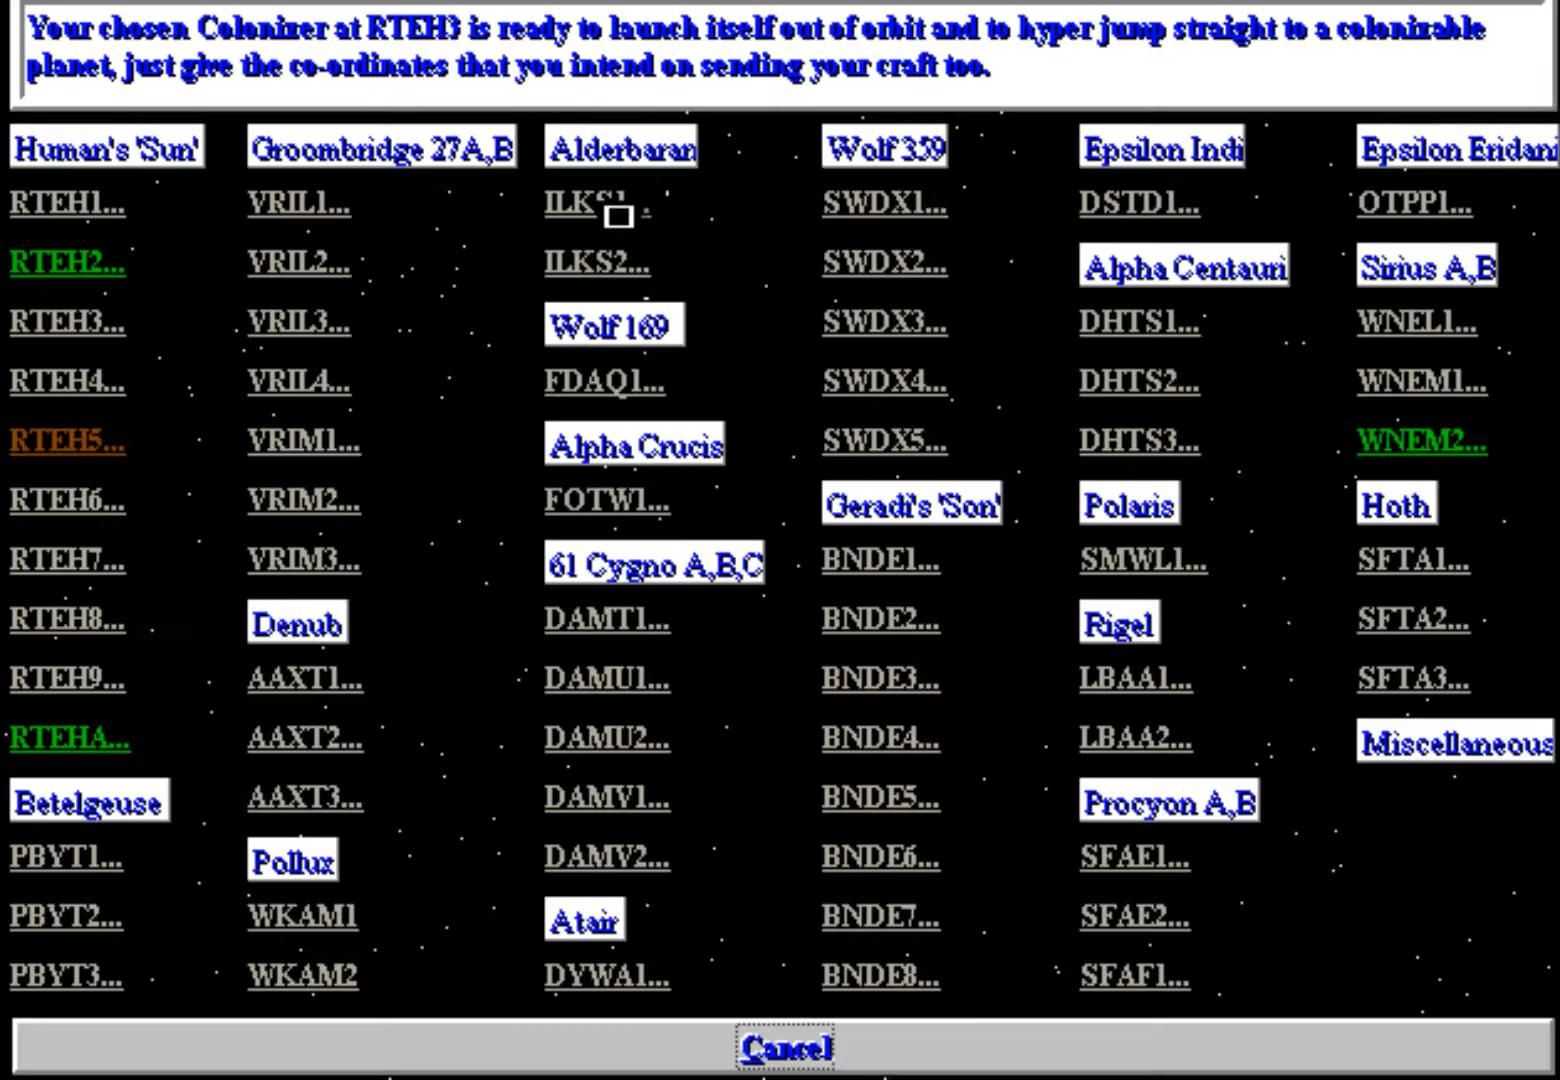 Your chosen Colonizer at RTEH3 is ready to launch itself out of orbit and to hyper jump straight to a colonizable
planet, just give the co-ordinates that you intend on sending your craft too.
Human's 'Sun'
RTEH1...
RTEH2...
RTEH3...
RTEH4...
RTEH5...
RTEH6...
RTEH7...
RTEH8...
RTEH9...
RTEHA...
Betelgeuse
PBYT1...
PBYT2...
PBYT3...
Groombridge 27A,B
VRIL1...
VRIL2...
VRIL3...
VRIL4...
VRIM1...
VRIM2...
VRIM3...
Denub
AAXT1...
AAXT2...
AAXT3...
Pollux
WKAM1
WKAM2
Alderbaran
ILKS1...
ILKS2...
Wolf 169
FDAQ1...
Alpha Crucis
FOTW1...
61 Cygno A,B,C
DAMT1...
DAMU1...
DAMU2...
DAMV1...
DAMV2...
Atair
DYWA1...
Wolf 359
SWDX1...
SWDX2...
SWDX3...
SWDX4...
SWDX5...
Geradi's 'Son'
BNDE1...
BNDE2...
BNDE3...
BNDE4...
BNDE5...
BNDE6...
BNDE7...
BNDE8...
Epsilon Indi
DSTD1...
Alpha Centauri
DHTS1...
DHTS2...
DHTS3...
Polaris
SMWL1...
Rigel
LBAA1...
LBAA2...
Procyon A,B
SFAE1...
SFAE2...
SFAF1...
Epsilon Eridani
OTPP1...
Sirius A,B
WNEL1...
WNEM1...
WNEM2...
Hoth
SFTA1...
SFTA2...
SFTA3...
Miscellaneous
Cancel